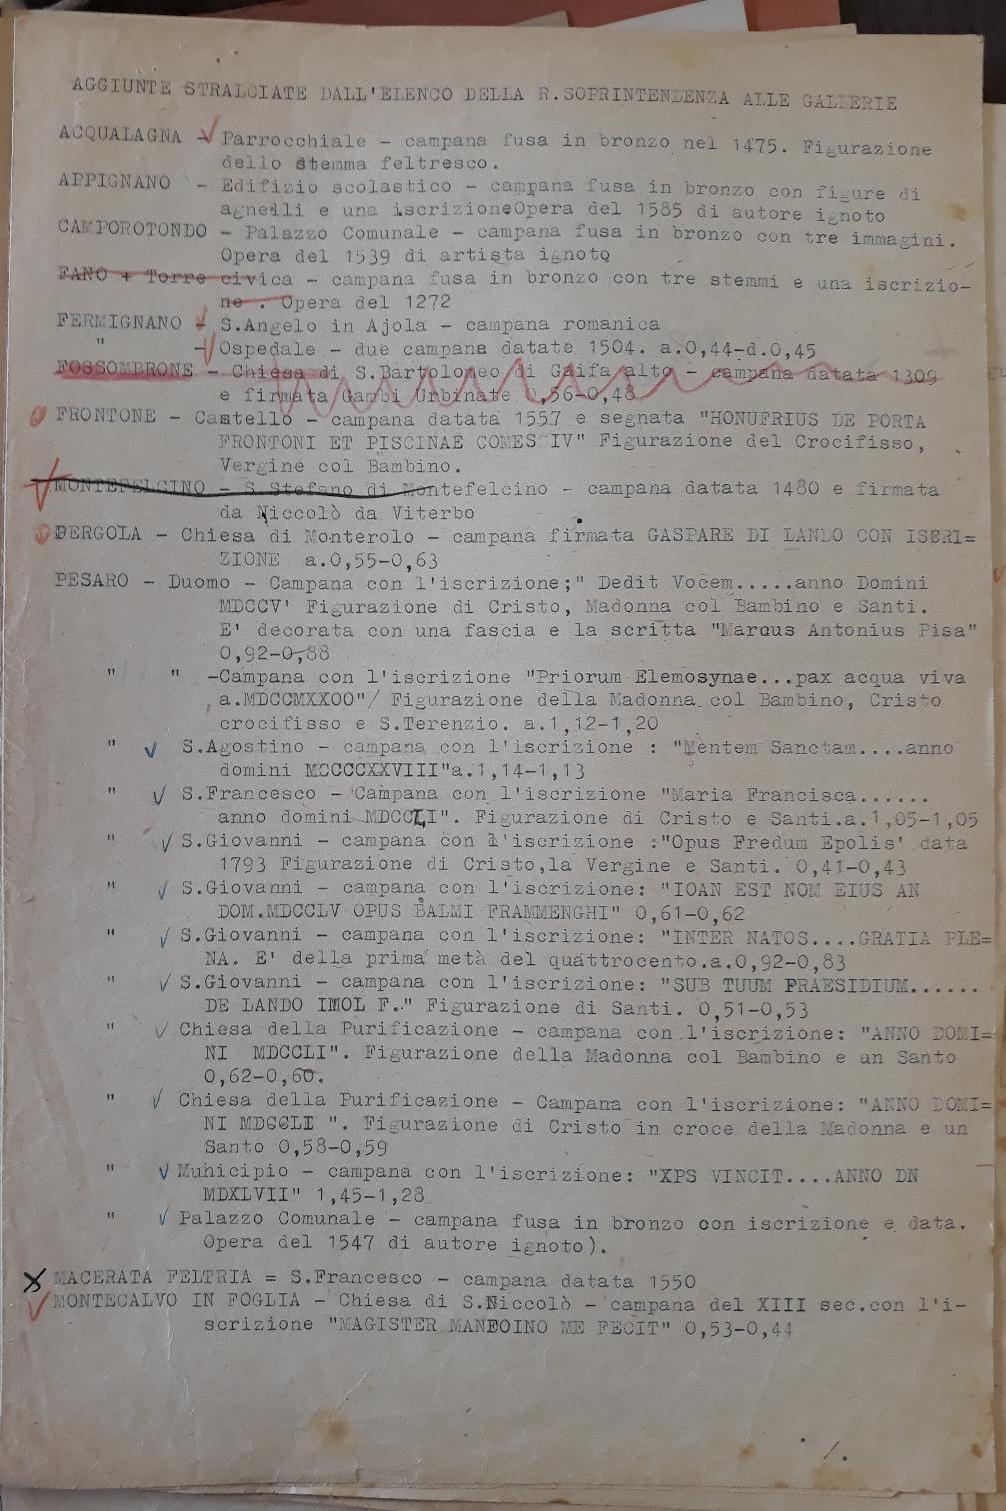 AGGIUNTE STRALCIATE DALL'ELENCO DELLA R.SOPRINTENDENZA ALLE GALLERIE
ACQUALAGNA - Parrocchiale - campana fusa in bronzo nel 1475. Figurazione
dello stemma feltresco.
APPIGNANO - Edifizio scolastico - campana fusa in bronzo con figure di
agnelli e una iscrizioneOpera del 1585 di autore ignoto
CAMPOROTONDO - Palazzo Comunale - campana fusa in bronzo con tre immagini.
Opera del 1539 di artista ignoto
FANO + Torre civica - campana fusa in bronzo con tre stemmi e una iscrizio-
ne . Opera del 1272
FERMIGNANO - S.Angelo in Ajola - campana romanica
" - Ospedale - due campane datate 1504. a.0,44-d.0,45
FOSSOMBRONE - Chiesa di S.Bartoloneo di Gaifa alto - campana datata 1309
e firmata Gambi Urbinate 0,56-0,48
FRONTONE - Castello - campana datata 1557 e segnata "HONUFRIUS DE PORTA
FRONTONI ET PISCINAE COMES IV" Figurazione del Crocifisso,
Vergine col Bambino.
MONTEFELCINO - S.Stefano di Montefelcino - campana datata 1480 e firmata
da Niccolò da Viterbo
PERGOLA - Chiesa di Monterolo - campana firmata GASPARE DI LANDO CON ISCRI=
ZIONE a.0,55-0,63
PESARO - Duomo - Campana con l'iscrizione;" Dedit Vocem.....anno Domini
MDCCV' Figurazione di Cristo, Madonna col Bambino e Santi.
E' decorata con una fascia e la scritta "Marcus Antonius Pisa"
0,92-0,88
" " -Campana con l'iscrizione "Priorum Elemosynae...pax acqua viva
a.MDCCMXXOO"/ Figurazione della Madonna col Bambino, Cristo
crocifisso e S.Terenzio. a.1,12-1,20
" √ S.Agostino - campana con l'iscrizione : "Mentem Sanctam....anno
domini MCCCCXXVIII"a.1,14-1,13
" √ S.Francesco - Campana con l'iscrizione "Maria Francisca......
anno domini MDCCLI". Figurazione di Cristo e Santi.a.1,05-1,05
" √ S.Giovanni - campana con l'iscrizione :"Opus Fredum Epolis' data
1793 Figurazione di Cristo,la Vergine e Santi. 0,41-0,43
" √ S.Giovanni - campana con l'iscrizione: "IOAN EST NOM EIUS AN
DOM.MDCCLV OPUS BALMI FRAMMENGHI" 0,61-0,62
" √ S.Giovanni - campana con l'iscrizione: "INTER NATOS....GRATIA PLE=
NA. E' della prima metà del quattrocento.a.0,92-0,83
" √ S.Giovanni - campana con l'iscrizione: "SUB TUUM PRAESIDIUM......
DE LANDO IMOL F.." Figurazione di Santi. 0,51-0,53
" √ Chiesa della Purificazione - campana con l'iscrizione: "ANNO DOMI=
NI MDCCLI". Figurazione della Madonna col Bambino e un Santo
0,62-0,60.
" √ Chiesa della Purificazione - Campana con l'iscrizione: "ANNO DOMI=
NI MDCCLI ". Figurazione di Cristo in croce della Madonna e un
Santo 0,58-0,59
" √ Municipio - campana con l'iscrizione: "XPS VINCIT....ANNO DN
MDXLVII" 1,45-1,28
" √ Palazzo Comunale - campana fusa in bronzo con iscrizione e data.
Opera del 1547 di autore ignoto).
X MACERATA FELTRIA = S.Francesco - campana datata 1550
√ MONTECALVO IN FOGLIA - Chiesa di S.Niccolò - campana del XIII sec.con l'i-
scrizione "MAGISTER MANFOINO ME FECIT" 0,53-0,44
./.